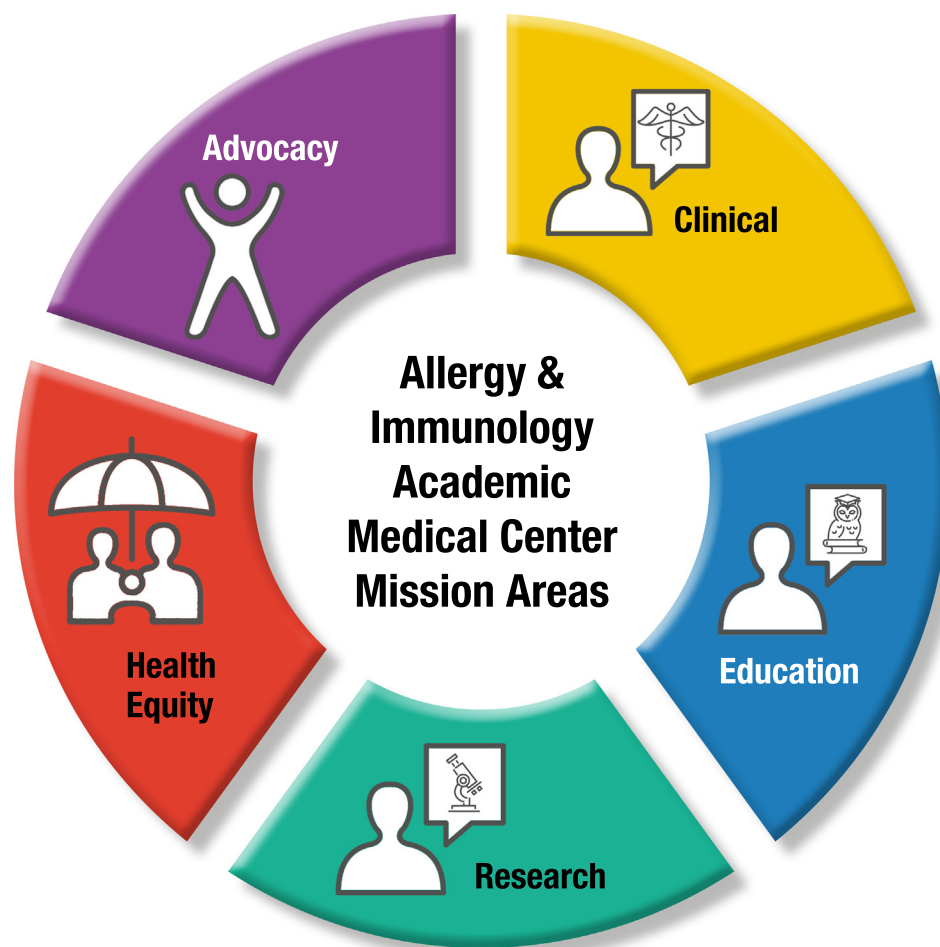 Advocacy
Clinical
Allergy &
Immunology
Academic
Medical Center
Mission Areas
Health
Equity
Education
Research